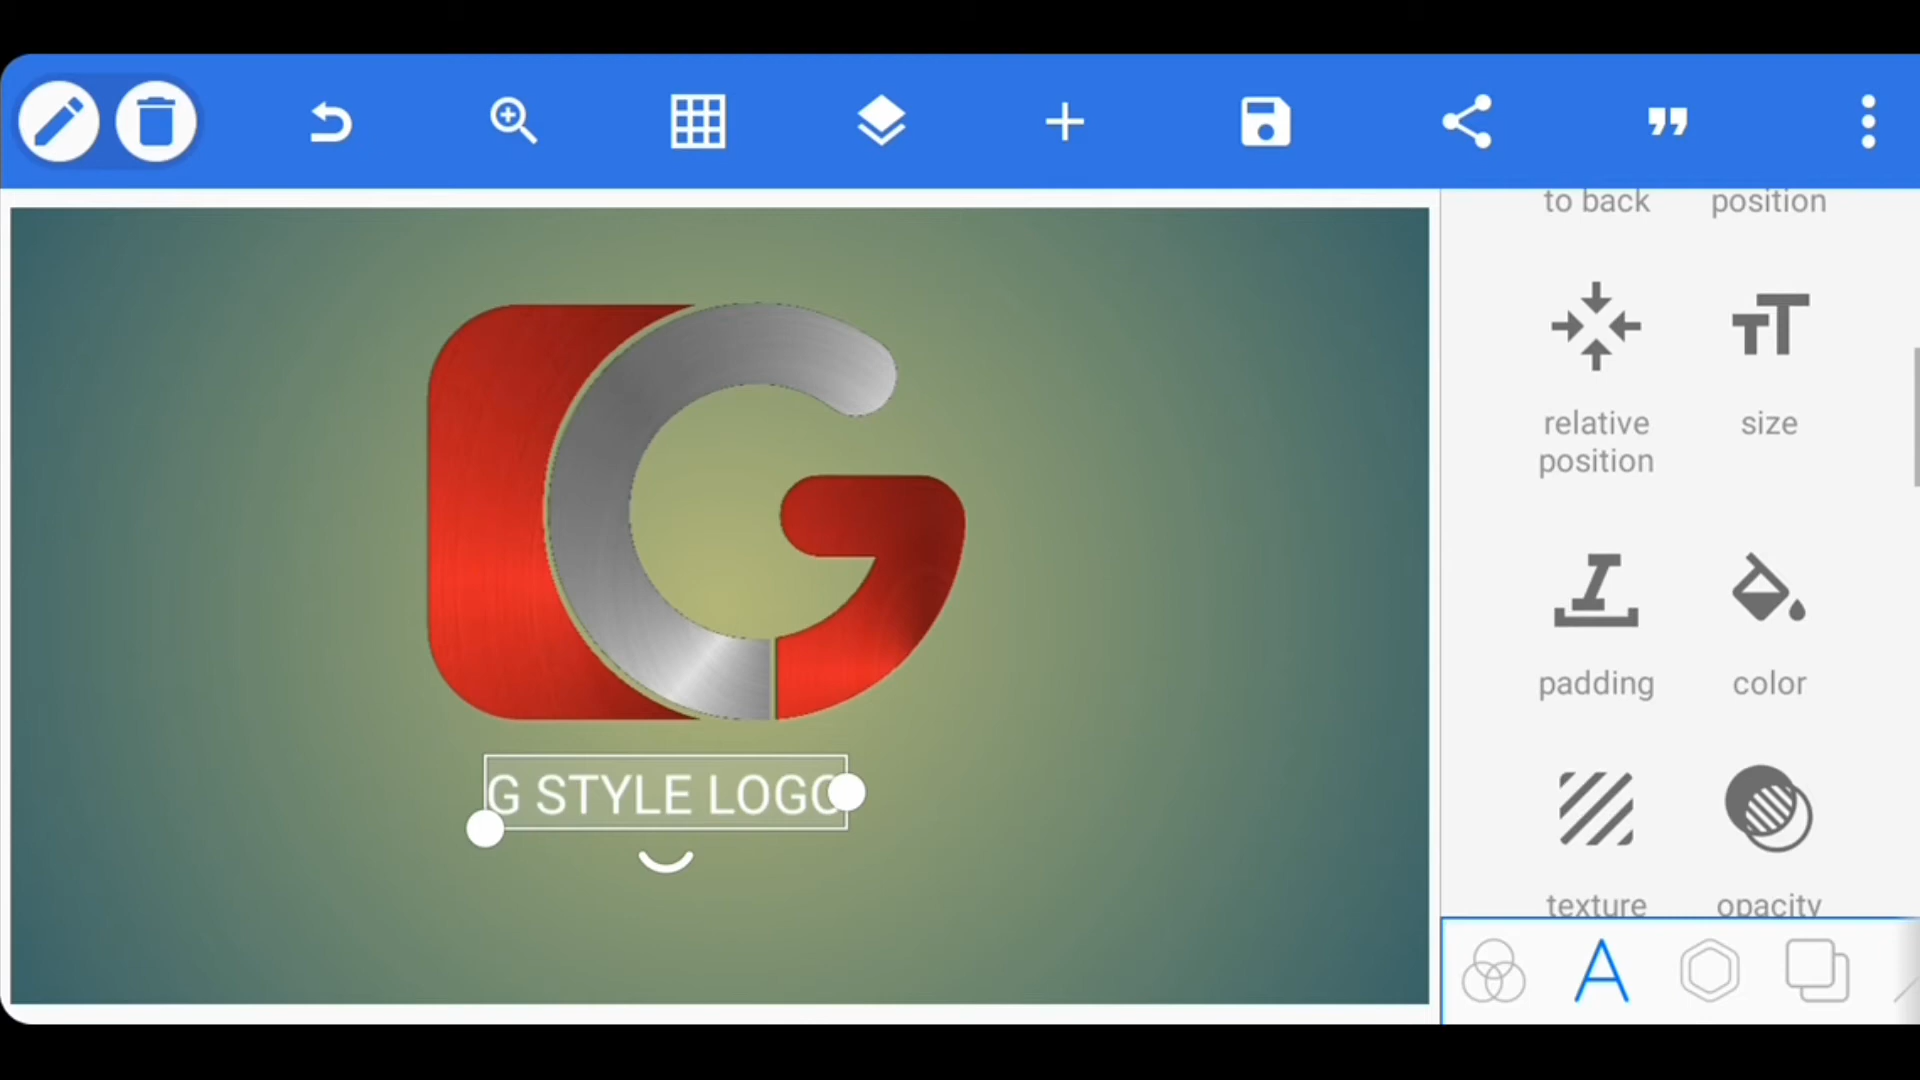 to back
position
relative
position
size
padding
color
texture
opacity
G
G STYLE LOGO